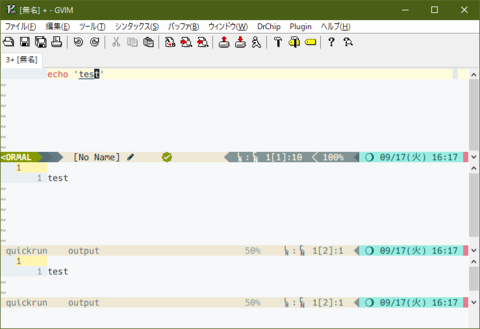 [無名] + - GVIM
ファイル(F) 編集(E) ツール(T) シンタックス(S) バッファ(B) ウィンドウ(W) DrChip Plugin ヘルプ(H)
3+ [無名]
echo 'test'
~
~
~
~
~
~
<ORMAL [No Name] 1[1]:10 100% 09/17(火) 16:17
1
1 test
~
~
~
~
~
quickrun output 50% 1[2]:1 09/17(火) 16:17
1
1 test
~
~
quickrun output 50% 1[2]:1 09/17(火) 16:17